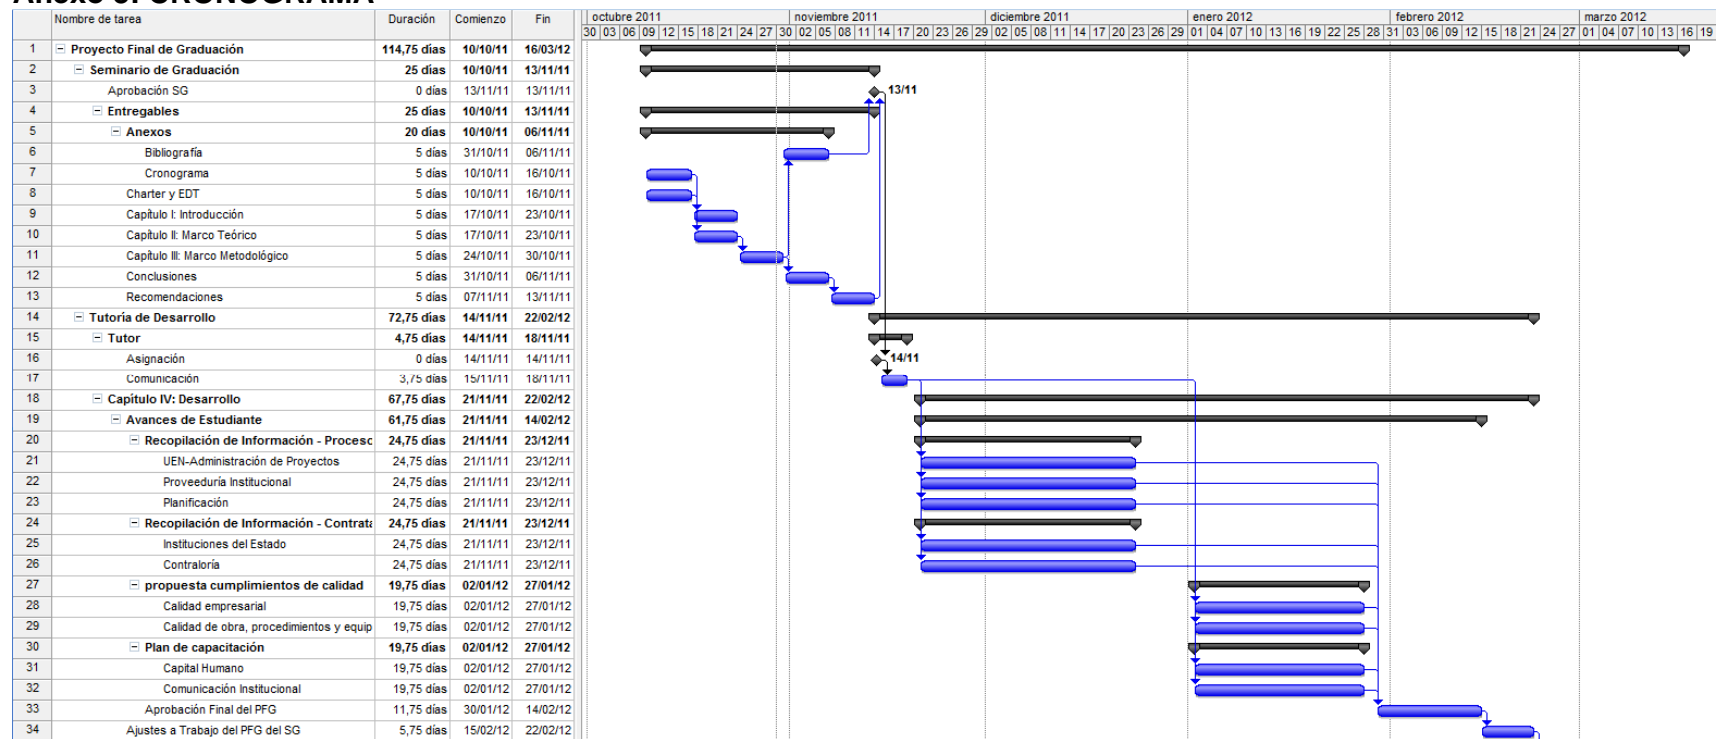 Anexo 3: CRONOGRAMA
Nombre de tarea Duración Comienzo Fin octubre 2011 noviembre 2011 diciembre 2011 enero 2012 febrero 2012 marzo 2012
30 03 06 09 12 15 18 21 24 27 30 02 05 08 11 14 17 20 23 26 29 02 05 08 11 14 17 20 23 26 29 01 04 07 10 13 16 19 22 25 28 31 03 06 09 12 15 18 21 24 27 01 04 07 10 13 16 19
1 Proyecto Final de Graduación 114,75 días 10/10/11 16/03/12
2 Seminario de Graduación 25 días 10/10/11 13/11/11
3 Aprobación SG 0 días 13/11/11 13/11/11 13/11
4 Entregables 25 días 10/10/11 13/11/11
5 Anexos 20 días 10/10/11 06/11/11
6 Bibliografía 5 días 31/10/11 06/11/11
7 Cronograma 5 días 10/10/11 16/10/11
8 Charter y EDT 5 días 10/10/11 16/10/11
9 Capítulo I: Introducción 5 días 17/10/11 23/10/11
10 Capítulo II: Marco Teórico 5 días 17/10/11 23/10/11
11 Capítulo III: Marco Metodológico 5 días 24/10/11 30/10/11
12 Conclusiones 5 días 31/10/11 06/11/11
13 Recomendaciones 5 días 07/11/11 13/11/11
14 Tutoría de Desarrollo 72,75 días 14/11/11 22/02/12
15 Tutor 4,75 días 14/11/11 18/11/11
16 Asignación 0 días 14/11/11 14/11/11 14/11
17 Comunicación 3,75 días 15/11/11 18/11/11
18 Capítulo IV: Desarrollo 67,75 días 21/11/11 22/02/12
19 Avances de Estudiante 61,75 días 21/11/11 14/02/12
20 Recopilación de Información - Proceso 24,75 días 21/11/11 23/12/11
21 UEN-Administración de Proyectos 24,75 días 21/11/11 23/12/11
22 Proveeduría Institucional 24,75 días 21/11/11 23/12/11
23 Planificación 24,75 días 21/11/11 23/12/11
24 Recopilación de Información - Contrata 24,75 días 21/11/11 23/12/11
25 Instituciones del Estado 24,75 días 21/11/11 23/12/11
26 Contraloría 24,75 días 21/11/11 23/12/11
27 propuesta cumplimientos de calidad 19,75 días 02/01/12 27/01/12
28 Calidad empresarial 19,75 días 02/01/12 27/01/12
29 Calidad de obra, procedimientos y equip 19,75 días 02/01/12 27/01/12
30 Plan de capacitación 19,75 días 02/01/12 27/01/12
31 Capital Humano 19,75 días 02/01/12 27/01/12
32 Comunicación Institucional 19,75 días 02/01/12 27/01/12
33 Aprobación Final del PFG 11,75 días 30/01/12 14/02/12
34 Ajustes a Trabajo del PFG del SG 5,75 días 15/02/12 22/02/12